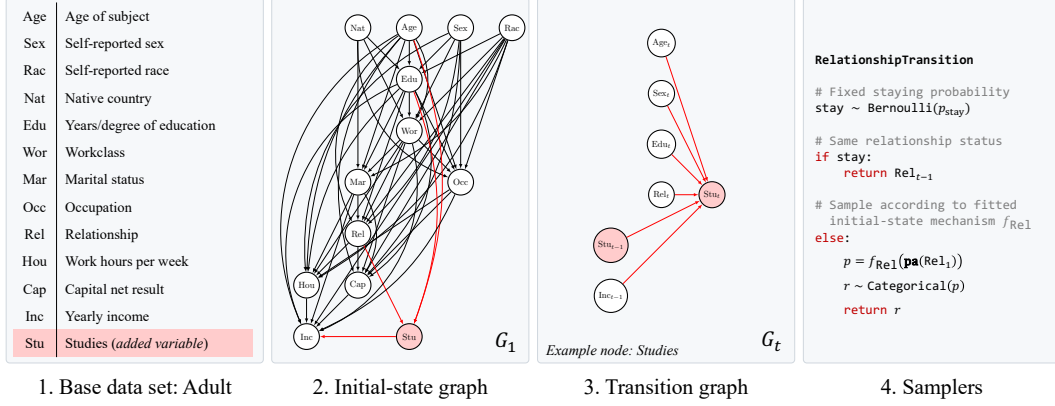 Age Age of subject
Sex Self-reported sex
Rac Self-reported race
Nat Native country
Edu Years/degree of education
Wor Workclass
Mar Marital status
Occ Occupation
Rel Relationship
Hou Work hours per week
Cap Capital net result
Inc Yearly income
Stu Studies (added variable)
1. Base data set: Adult
Nat Age Sex Rac
Edu
Wor
Mar Occ
Rel
Hou Cap
Inc Stu
G₁
2. Initial-state graph
Ageₜ
Sexₜ
Eduₜ
Relₜ Stuₜ
Stuₜ₋₁
Incₜ₋₁
Example node: Studies Gₜ
3. Transition graph
RelationshipTransition
# Fixed staying probability
stay ~ Bernoulli(p_stay)
# Same relationship status
if stay:
return Relₜ₋₁
# Sample according to fitted
initial-state mechanism f_Rel
else:
p = f_Rel(pa(Rel₁))
r ~ Categorical(p)
return r
4. Samplers